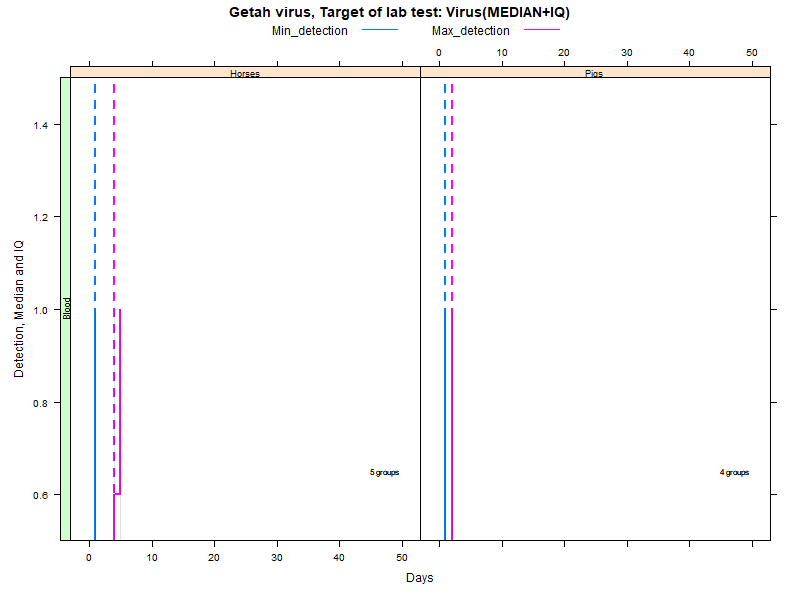 Getah virus, Target of lab test: Virus(MEDIAN+IQ)
Min_detection Max_detection
0 10 20 30 40 50
Horses Pigs
1.4
1.2
1.0
0.8
0.6
Detection, Median and IQ
Blood
5 groups 4 groups
0 10 20 30 40 50
Days